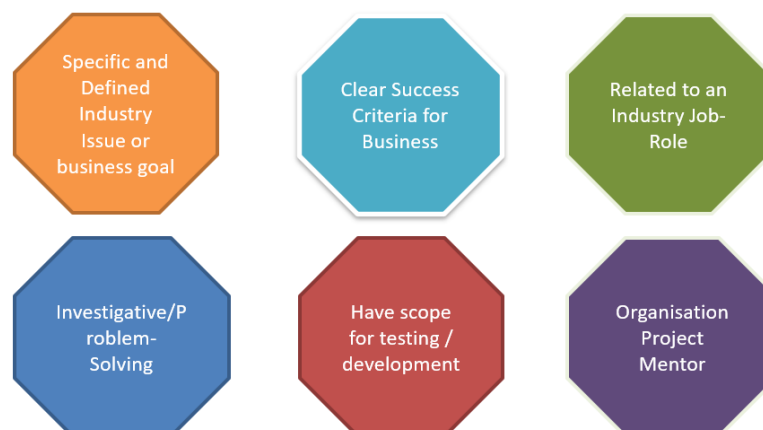 Specific and
Defined
Industry
Issue or
business goal
Clear Success
Criteria for
Business
Related to an
Industry Job-
Role
Investigative/P
roblem-
Solving
Have scope
for testing /
development
Organisation
Project
Mentor